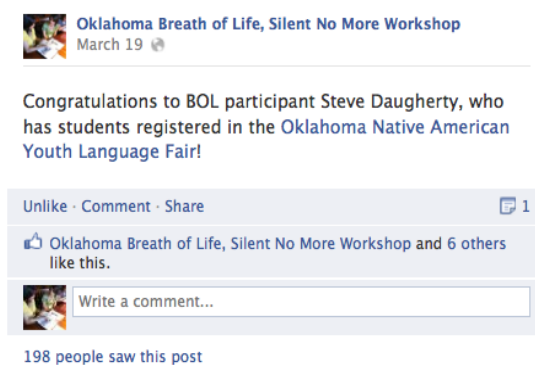 Oklahoma Breath of Life, Silent No More Workshop
March 19
Congratulations to BOL participant Steve Daugherty, who
has students registered in the Oklahoma Native American
Youth Language Fair!
Unlike · Comment · Share 1
Oklahoma Breath of Life, Silent No More Workshop and 6 others
like this.
Write a comment...
198 people saw this post